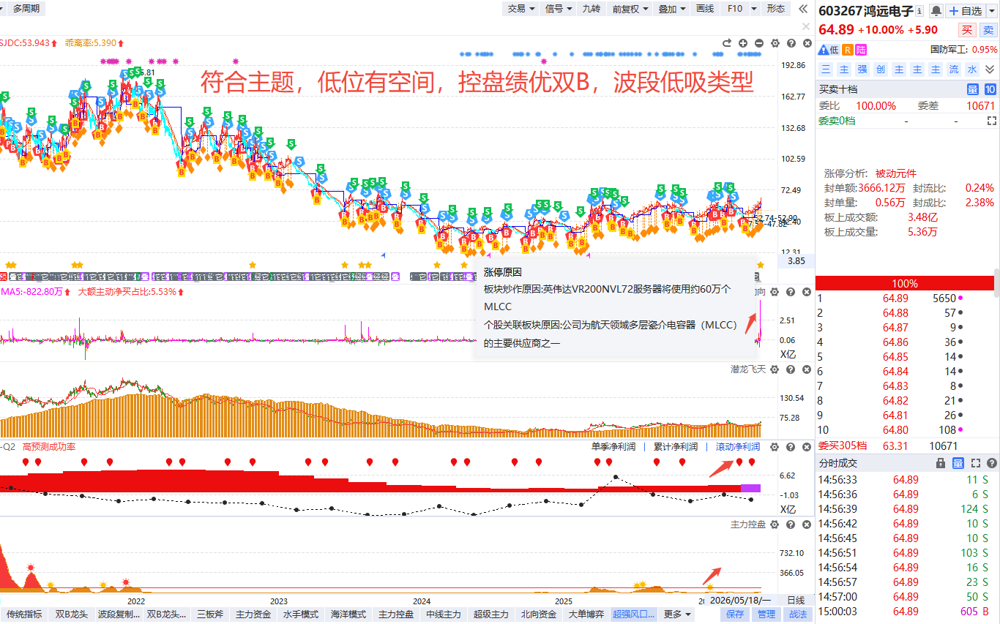 多周期
交易 信号 九转 前复权 叠加 画线 F10 形态
SJDC:53.943 乖离率:5.390
符合主题，低位有空间，控盘绩优双B，波段低吸类型
5.81
192.86
162.77
132.68
102.59
72.49
42.40
12.31
3.85
涨停原因
板块炒作原因:英伟达VR200NVL72服务器将使用约60万个
MLCC
个股关联板块原因:公司为航天领域多层瓷介电容器（MLCC）
的主要供应商之一
MA5:-822.80万 大额主动净买占比:5.53%
2.51
0.06
X亿
潜龙飞天
130.54
75.28
-Q2 高预测成功率
单季净利润 | 累计净利润 | 滚动净利润
6.62
-1.03
X亿
主力控盘
732.10
366.05
2022 2023 2024 2025 2026/05/18/一 日线
传统指标 双B龙头 波段复制... 双B龙头... 三板斧 主力资金 水手模式 海洋模式 主力控盘 中线主力 超级主力 北向资金 大单博弈 超强风口... 更多 保存 管理 战法
603267鸿远电子 自选
64.89 +10.00% +5.90 买 卖
低 R 陆 国防军工: 0.95%
三 主 强 创 主 主 主 流 水
买卖十档 量 10
委比 100.00% 委差 10671
委卖0档 - -
涨停分析: 被动元件
封单额:3666.12万 封流比: 0.24%
封单量: 0.56万 封成比: 2.38%
板上成交额: 3.48亿
板上成交量: 5.36万
100%
1 64.89 5650
2 64.88 57
3 64.87 9
4 64.86 36
5 64.85 14
6 64.84 14
7 64.83 8
8 64.82 21
9 64.81 26
10 64.80 108
委买305档 63.31 10671
分时成交 量
14:56:33 64.89 11 S
14:56:36 64.89 6 S
14:56:39 64.89 124 S
14:56:42 64.89 10 S
14:56:45 64.89 10 S
14:56:51 64.89 103 S
14:56:54 64.89 16 S
14:56:57 64.89 23 S
14:57:00 64.89 50 S
15:00:03 64.89 605 B